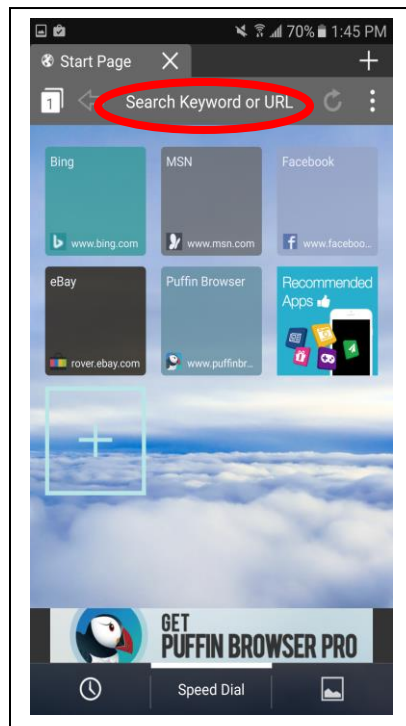 70% 1:45 PM
Start Page
1
Search Keyword or URL
Bing
MSN
Facebook
www.bing.com
www.msn.com
www.faceboo..
eBay
Puffin Browser
Recommended
Apps
rover.ebay.com
www.puffinbr...
GET
PUFFIN BROWSER PRO
Speed Dial